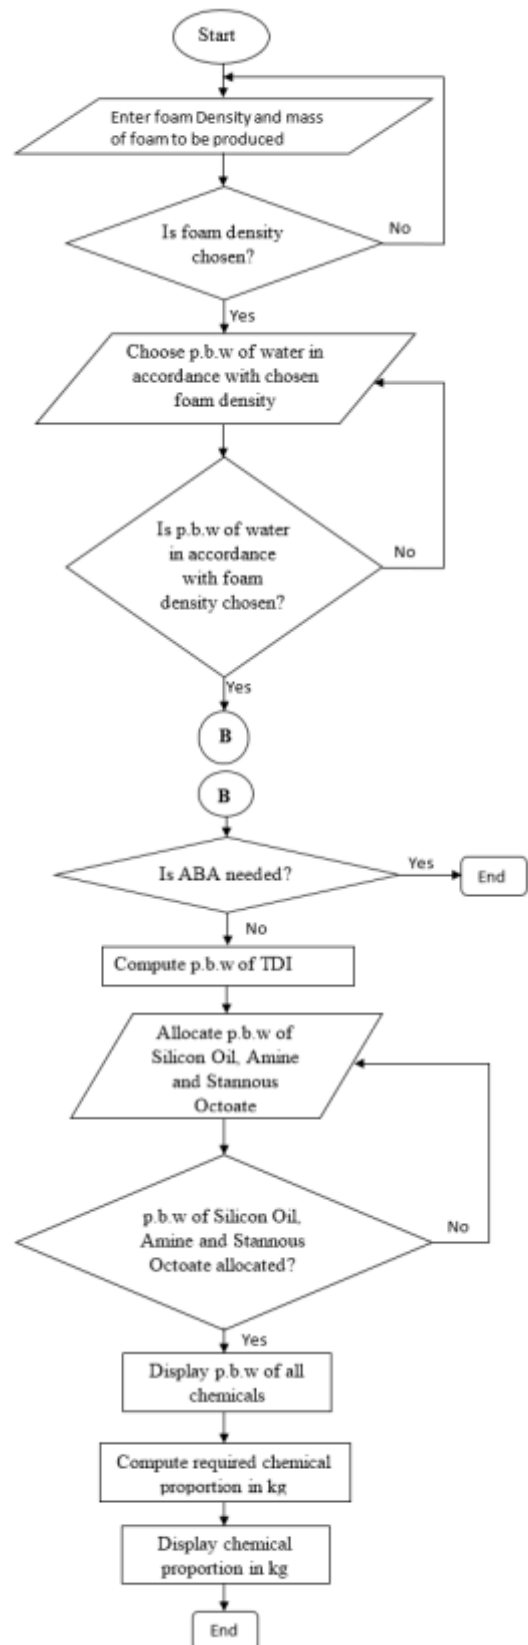 Start
Enter foam Density and mass
of foam to be produced
Is foam density
chosen?
No
Yes
Choose p.b.w of water in
accordance with chosen
foam density
Is p.b.w of water
in accordance
with foam
density chosen?
No
Yes
B
B
Is ABA needed?
Yes
End
No
Compute p.b.w of TDI
Allocate p.b.w of
Silicon Oil, Amine
and Stannous
Octoate
p.b.w of Silicon Oil,
Amine and Stannous
Octoate allocated?
No
Yes
Display p.b.w of all
chemicals
Compute required chemical
proportion in kg
Display chemical
proportion in kg
End